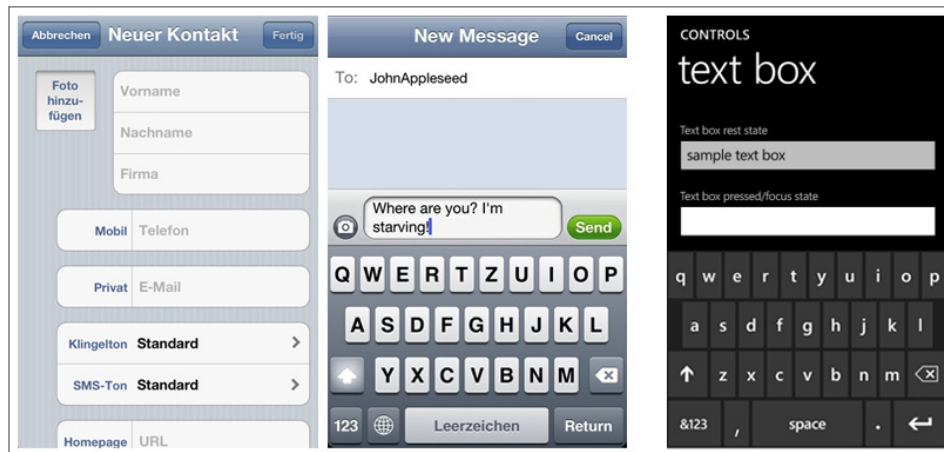 Abbrechen Neuer Kontakt Fertig
Foto
hinzu-
fügen
Vorname
Nachname
Firma
Mobil Telefon
Privat E-Mail
Klingelton Standard
SMS-Ton Standard
Homepage URL
New Message Cancel
To: JohnAppleseed
Where are you? I'm
starving!
Send
Q W E R T Z U I O P
A S D F G H J K L
Y X C V B N M
123 Leerzeichen Return
CONTROLS
text box
Text box rest state
sample text box
Text box pressed/focus state
q w e r t y u i o p
a s d f g h j k l
z x c v b n m
&123 , space .